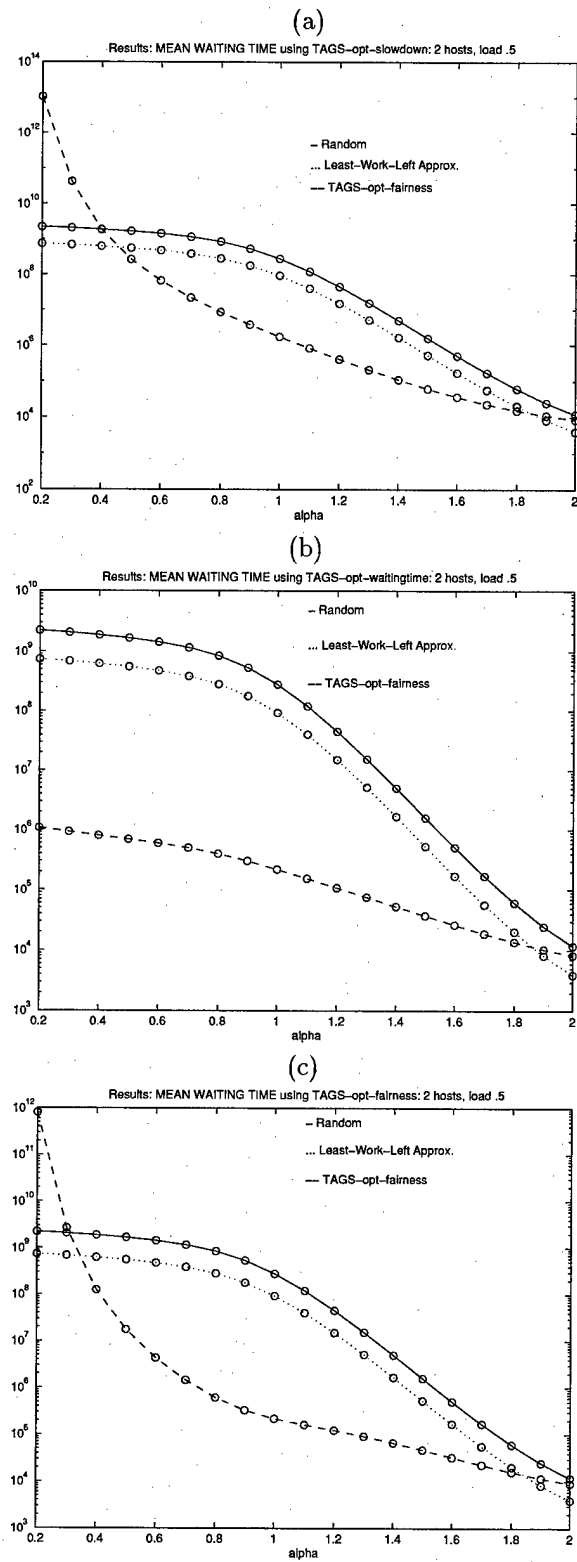 (a)
Results: MEAN WAITING TIME using TAGS-opt-slowdown: 2 hosts, load .5
10^14
10^12
10^10
10^8
10^6
10^4
10^2
– Random
... Least-Work-Left Approx.
-- TAGS-opt-fairness
0.2 0.4 0.6 0.8 1 1.2 1.4 1.6 1.8 2
alpha
(b)
Results: MEAN WAITING TIME using TAGS-opt-waitingtime: 2 hosts, load .5
10^10
10^9
10^8
10^7
10^6
10^5
10^4
10^3
– Random
... Least-Work-Left Approx.
-- TAGS-opt-fairness
0.2 0.4 0.6 0.8 1 1.2 1.4 1.6 1.8 2
alpha
(c)
Results: MEAN WAITING TIME using TAGS-opt-fairness: 2 hosts, load .5
10^12
10^11
10^10
10^9
10^8
10^7
10^6
10^5
10^4
10^3
– Random
... Least-Work-Left Approx.
-- TAGS-opt-fairness
0.2 0.4 0.6 0.8 1 1.2 1.4 1.6 1.8 2
alpha